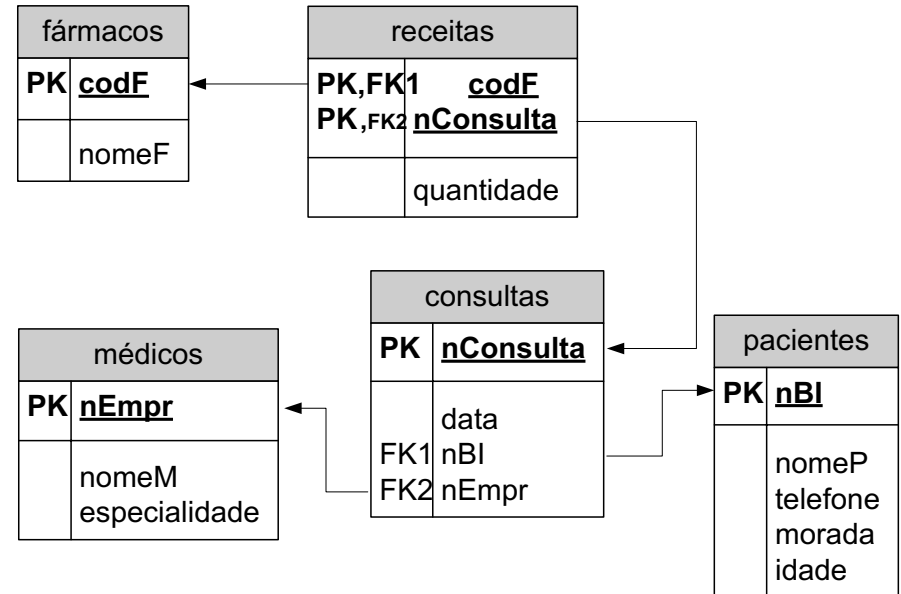 fármacos
PK codF
nomeF
receitas
PK,FK1 codF
PK,FK2 nConsulta
quantidade
consultas
PK nConsulta
data
FK1 nBI
FK2 nEmpr
médicos
PK nEmpr
nomeM
especialidade
pacientes
PK nBI
nomeP
telefone
morada
idade